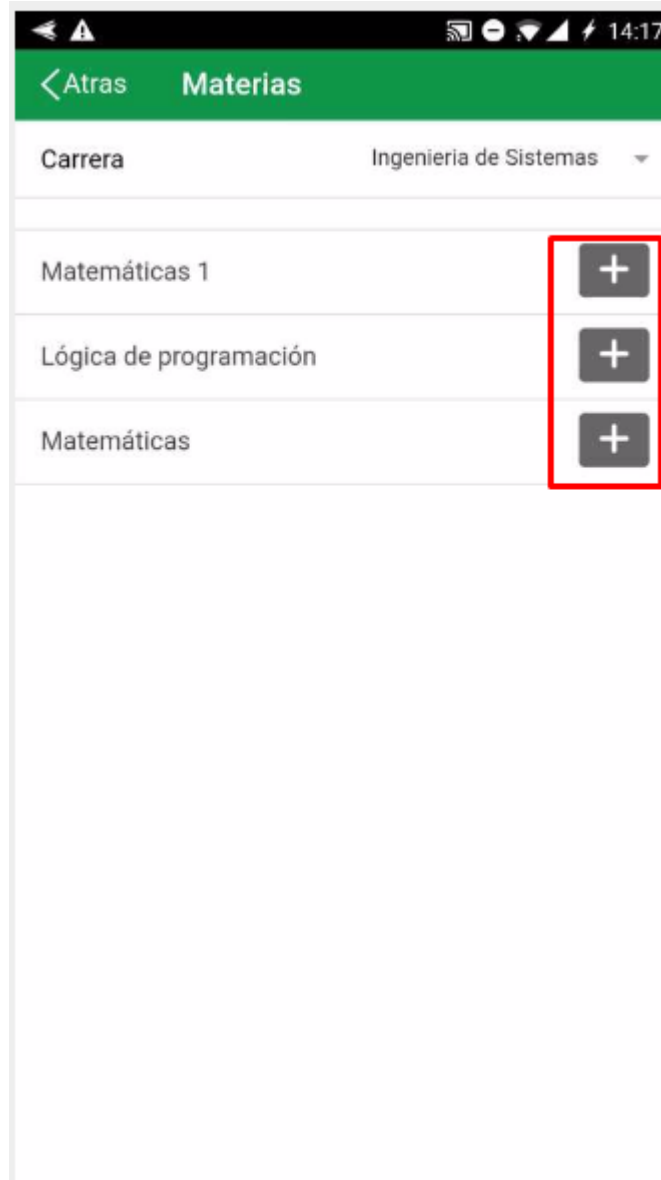 14:17
Atras Materias
Carrera Ingenieria de Sistemas
Matemáticas 1
Lógica de programación
Matemáticas